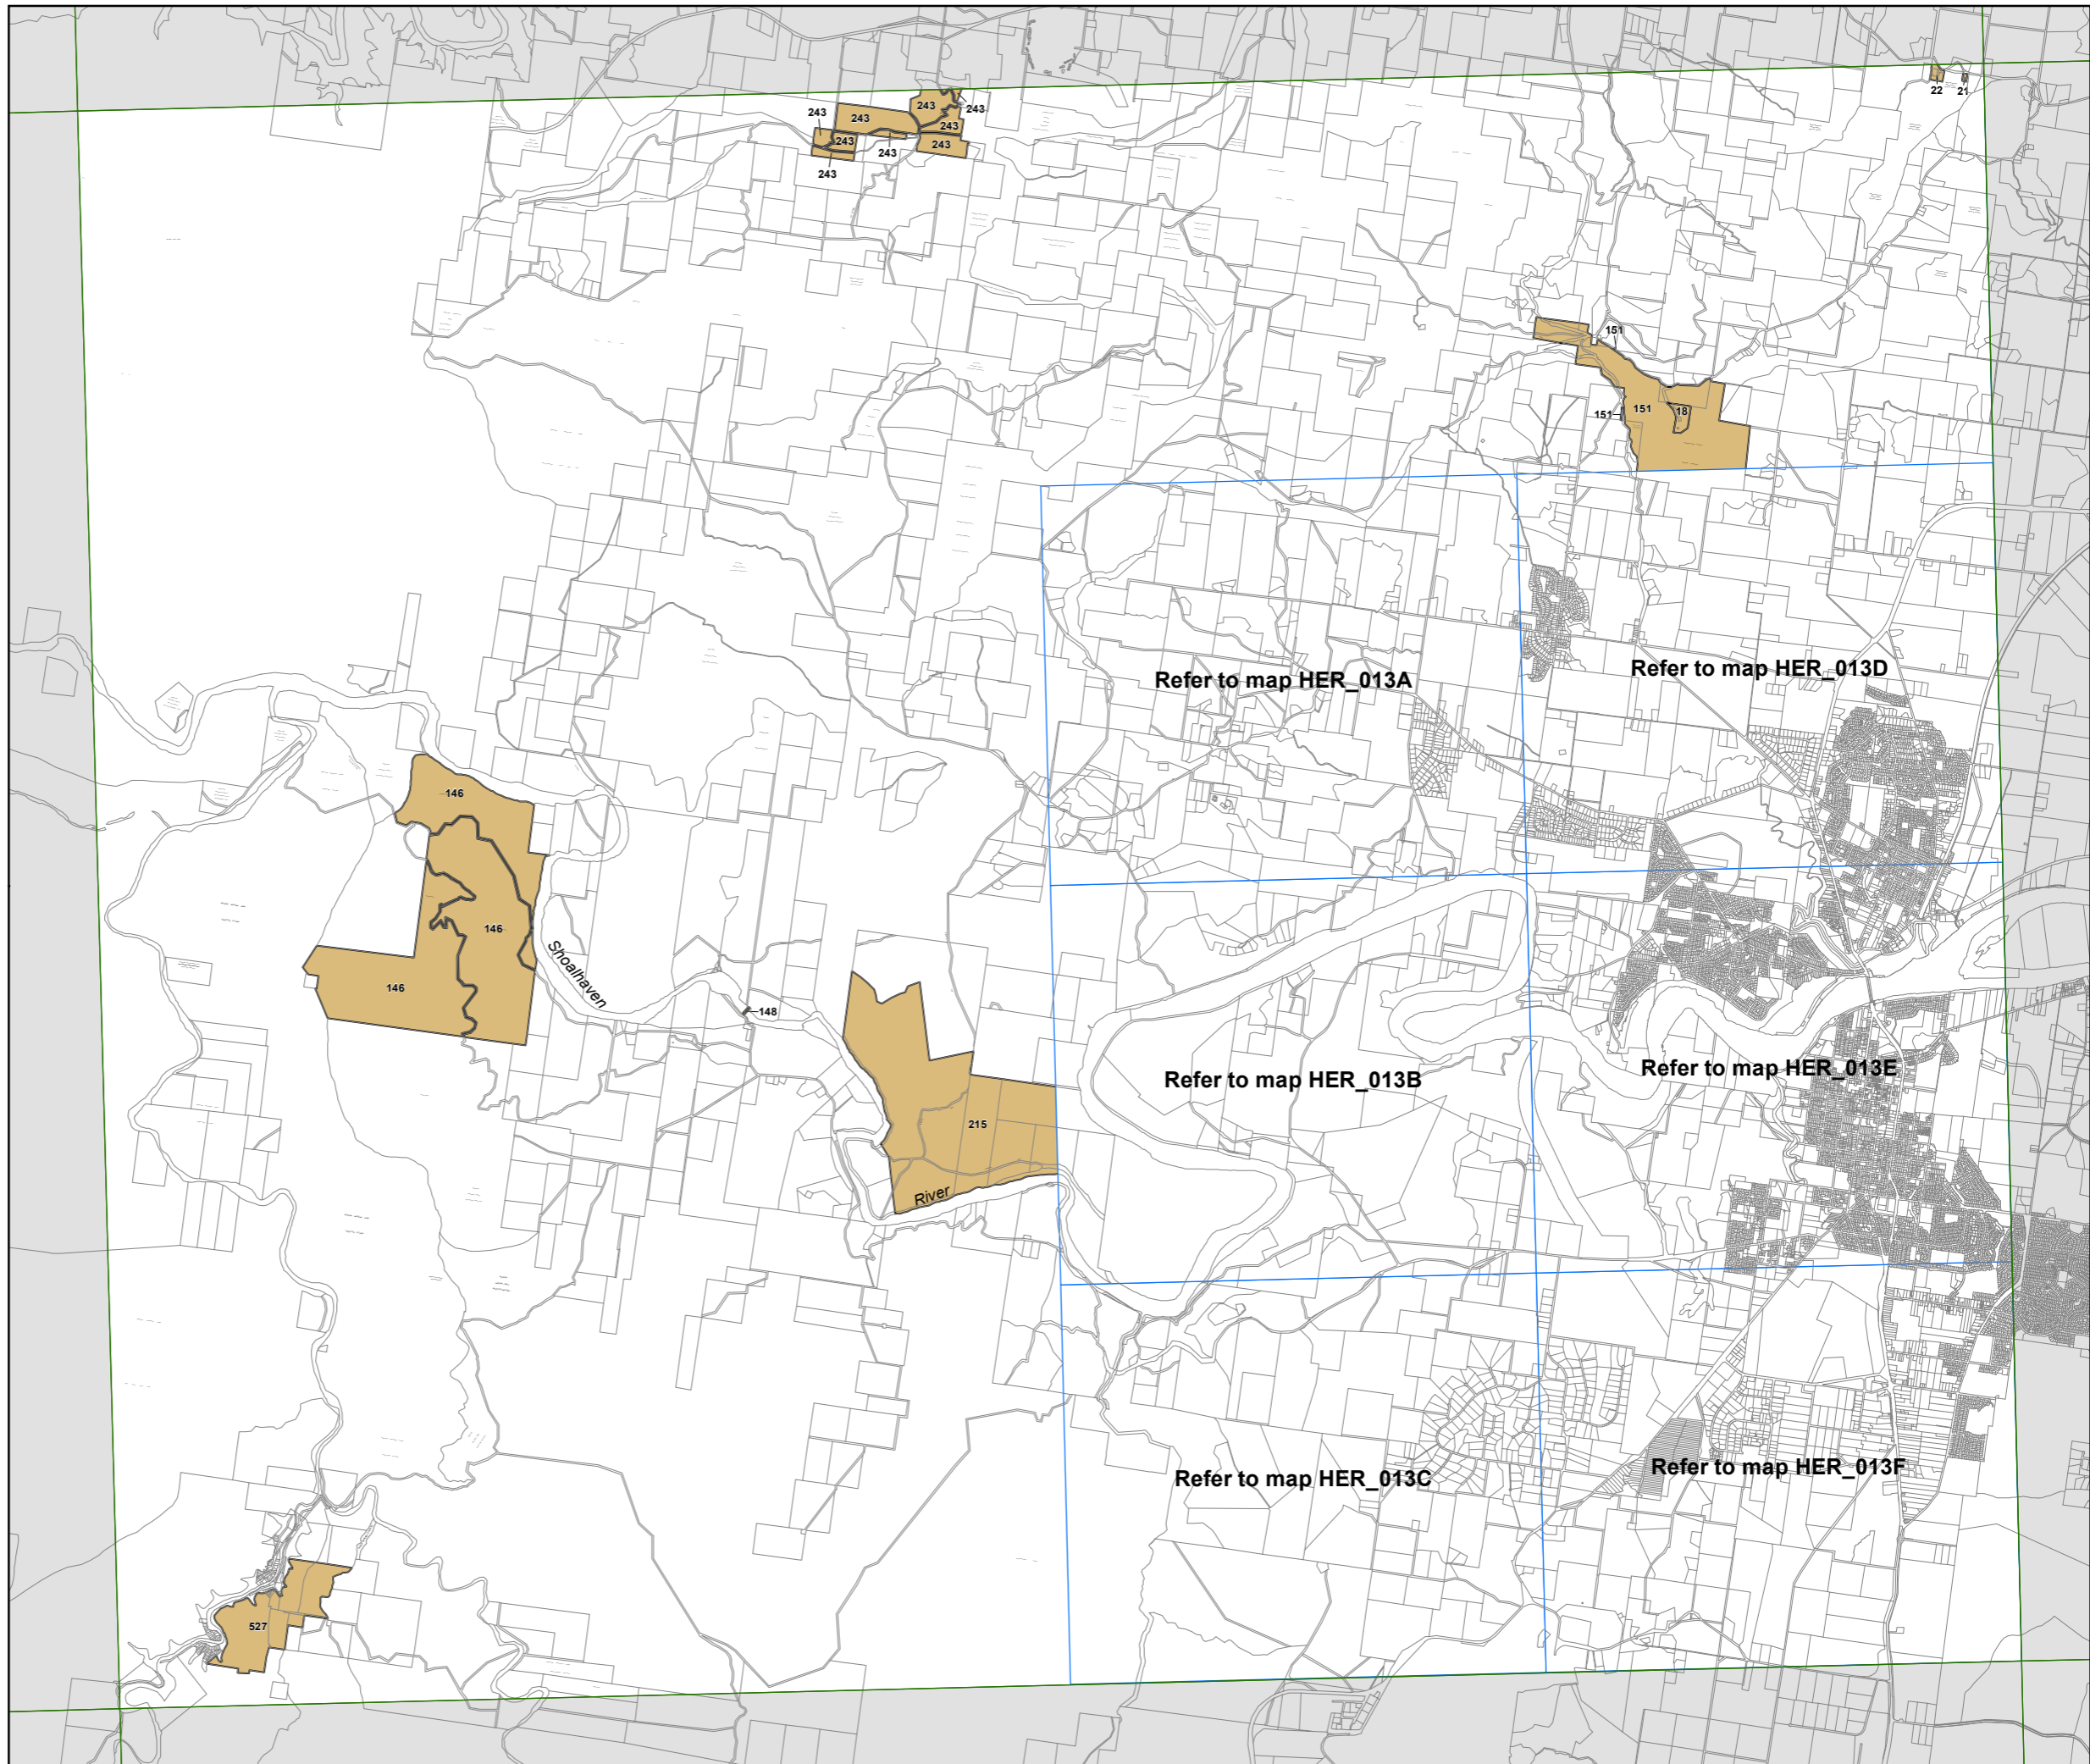 22
21
243
243
243
243
243
243
243
243
243
151
151
151
18
Refer to map HER_013A
Refer to map HER_013D
146
146
146
Shoalhaven
148
Refer to map HER_013B
Refer to map HER_013E
215
River
Refer to map HER_013C
Refer to map HER_013F
527